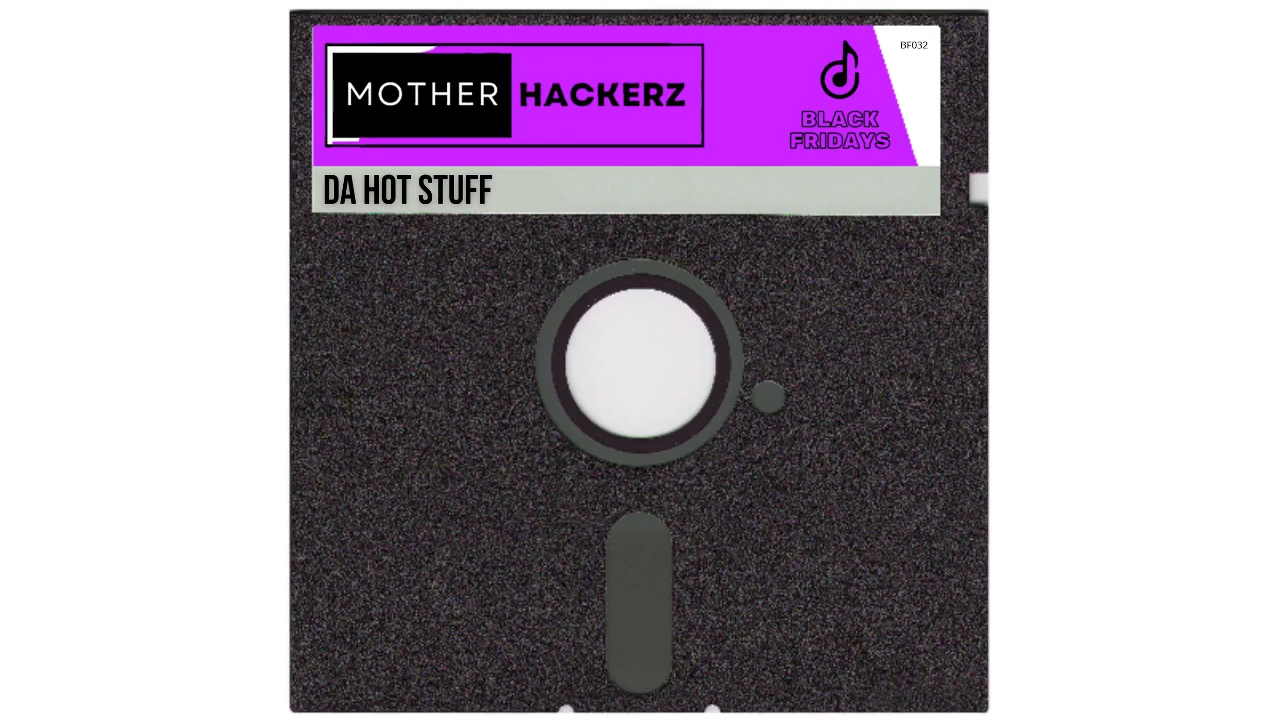 MOTHER HACKERZ
BF032
BLACK
FRIDAYS
DA HOT STUFF